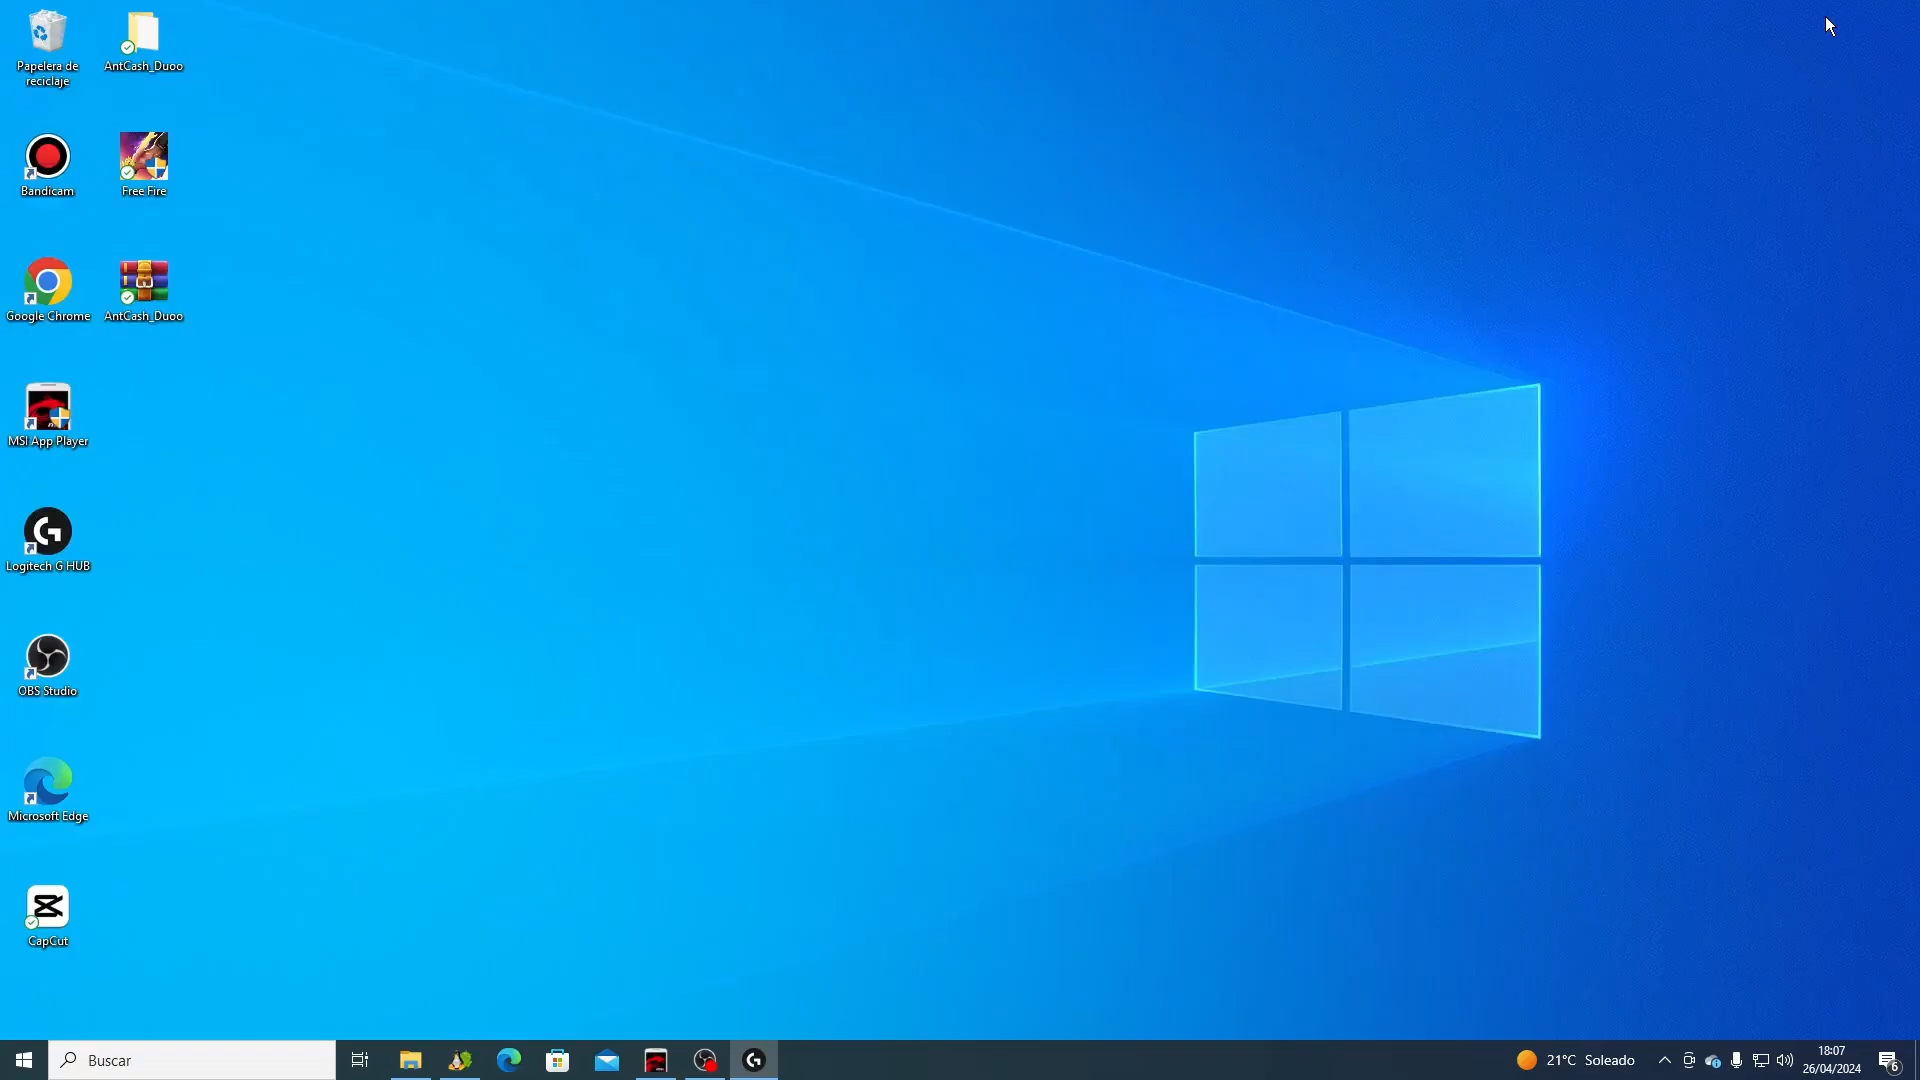 Papelera de
reciclaje
AntCash_Duoo
Bandicam
Free Fire
Google Chrome
AntCash_Duoo
MSI App Player
Logitech G HUB
OBS Studio
Microsoft Edge
CapCut
Buscar
21°C Soleado
18:07
26/04/2024
6